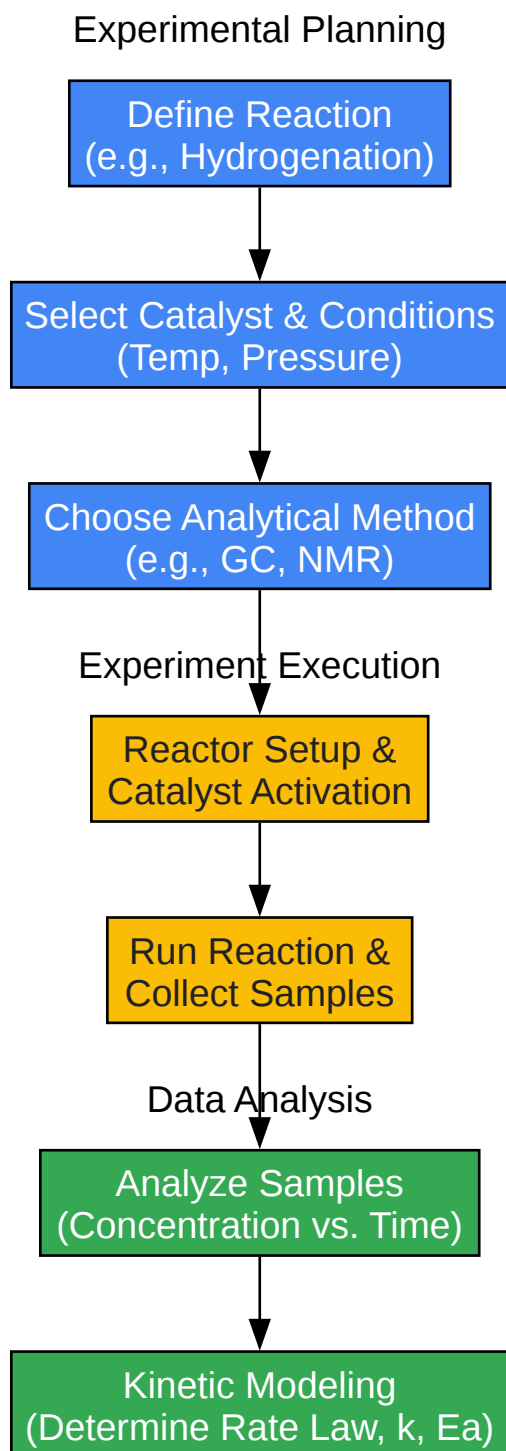 Experimental Planning
Define Reaction
(e.g., Hydrogenation)
Select Catalyst & Conditions
(Temp, Pressure)
Choose Analytical Method
(e.g., GC, NMR)
Experiment Execution
Reactor Setup &
Catalyst Activation
Run Reaction &
Collect Samples
Data Analysis
Analyze Samples
(Concentration vs. Time)
Kinetic Modeling
(Determine Rate Law, k, Ea)